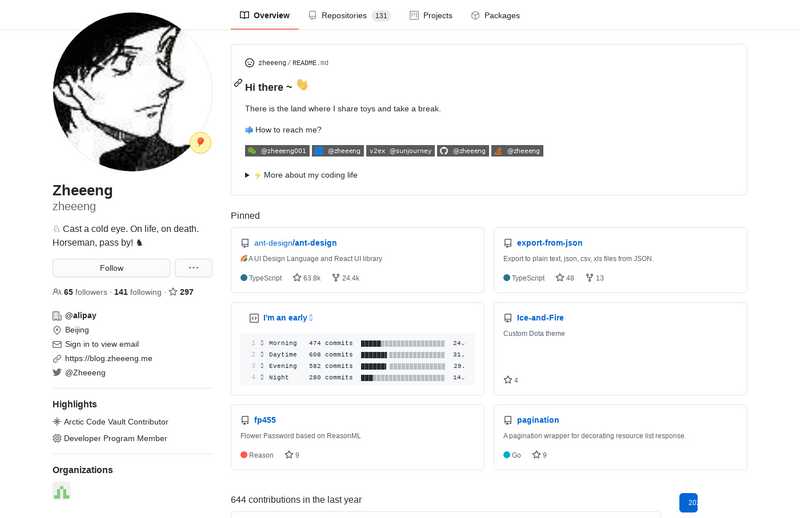 Overview
Repositories 131
Projects
Packages
zheeeng / README.md
Hi there ~
There is the land where I share toys and take a break.
How to reach me?
@zheeeng001
@zheeeng
v2ex @sunjourney
@zheeeng
@zheeeng
More about my coding life
Zheeeng
zheeeng
Cast a cold eye. On life, on death. Horseman, pass by!
Follow
65 followers · 141 following · 297
@alipay
Beijing
Sign in to view email
https://blog.zheeeng.me
@Zheeeng
Highlights
Arctic Code Vault Contributor
Developer Program Member
Organizations
Pinned
ant-design/ant-design
A UI Design Language and React UI library
TypeScript 63.8k 24.4k
export-from-json
Export to plain text, json, csv, xls files from JSON
TypeScript 48 13
I'm an early
1 Morning 474 commits 24.
2 Daytime 608 commits 31.
3 Evening 582 commits 29.
4 Night 280 commits 14.
Ice-and-Fire
Custom Dota theme
4
fp455
Flower Password based on ReasonML
Reason 9
pagination
A pagination wrapper for decorating resource list response.
Go 9
644 contributions in the last year